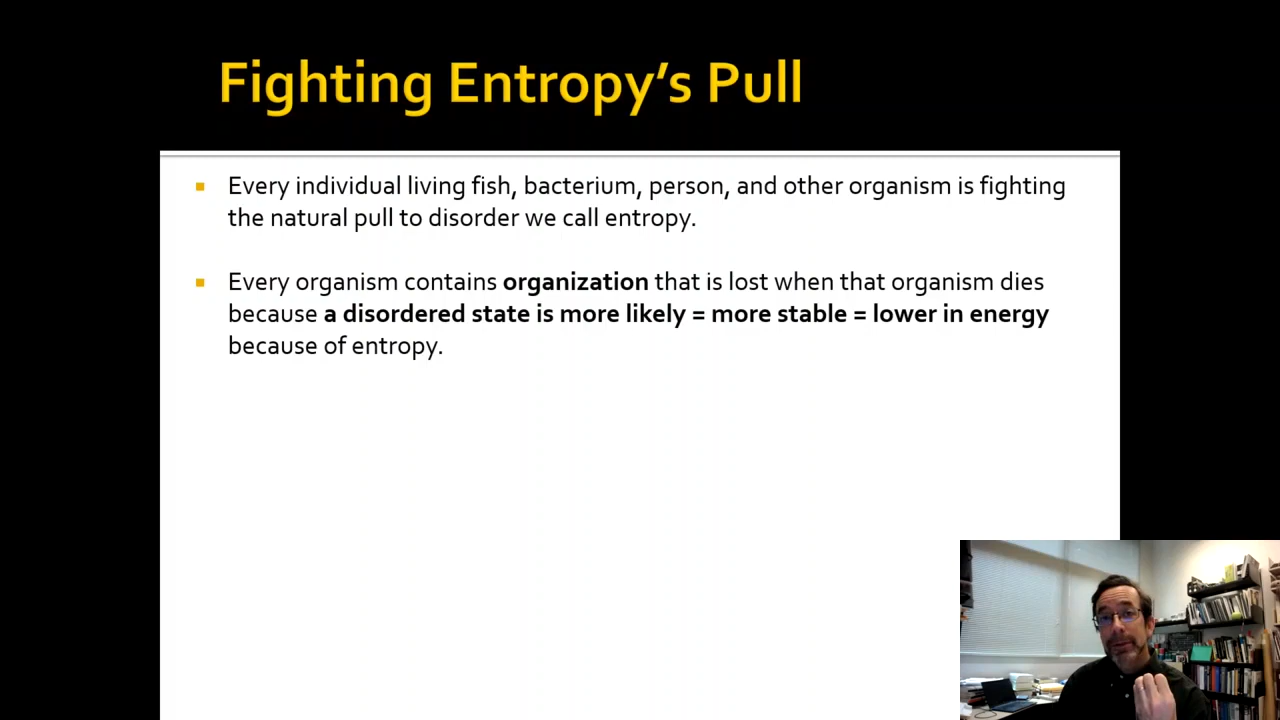 Fighting Entropy’s Pull
Every individual living fish, bacterium, person, and other organism is fighting
the natural pull to disorder we call entropy.
Every organism contains organization that is lost when that organism dies
because a disordered state is more likely = more stable = lower in energy
because of entropy.